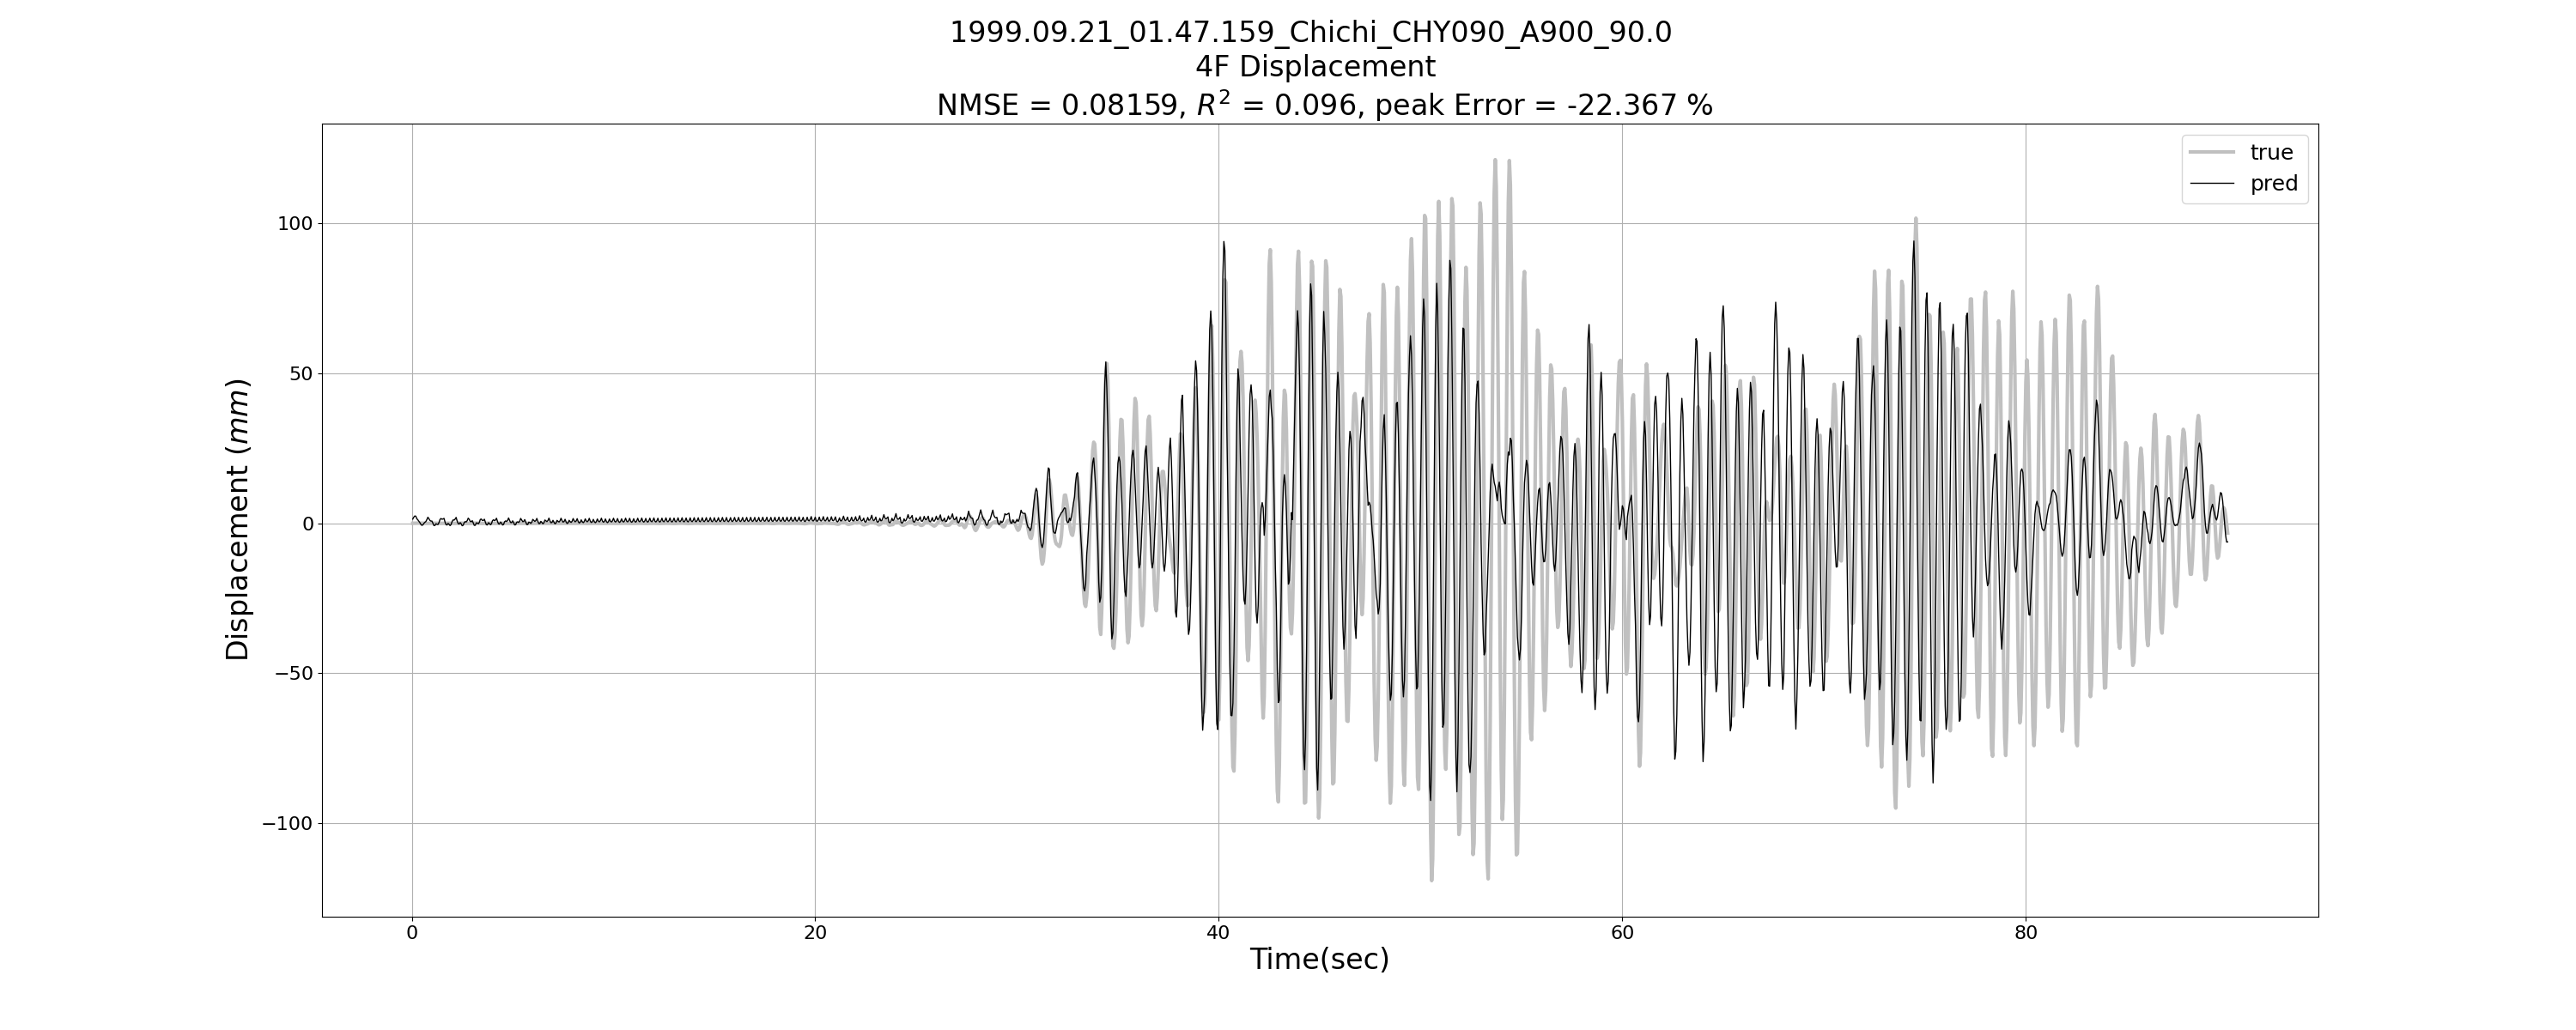 1999.09.21_01.47.159_Chichi_CHY090_A900_90.0
4F Displacement
NMSE = 0.08159, R² = 0.096, peak Error = -22.367 %
true
pred
100
50
0
−50
−100
Displacement (mm)
0 20 40 60 80
Time(sec)